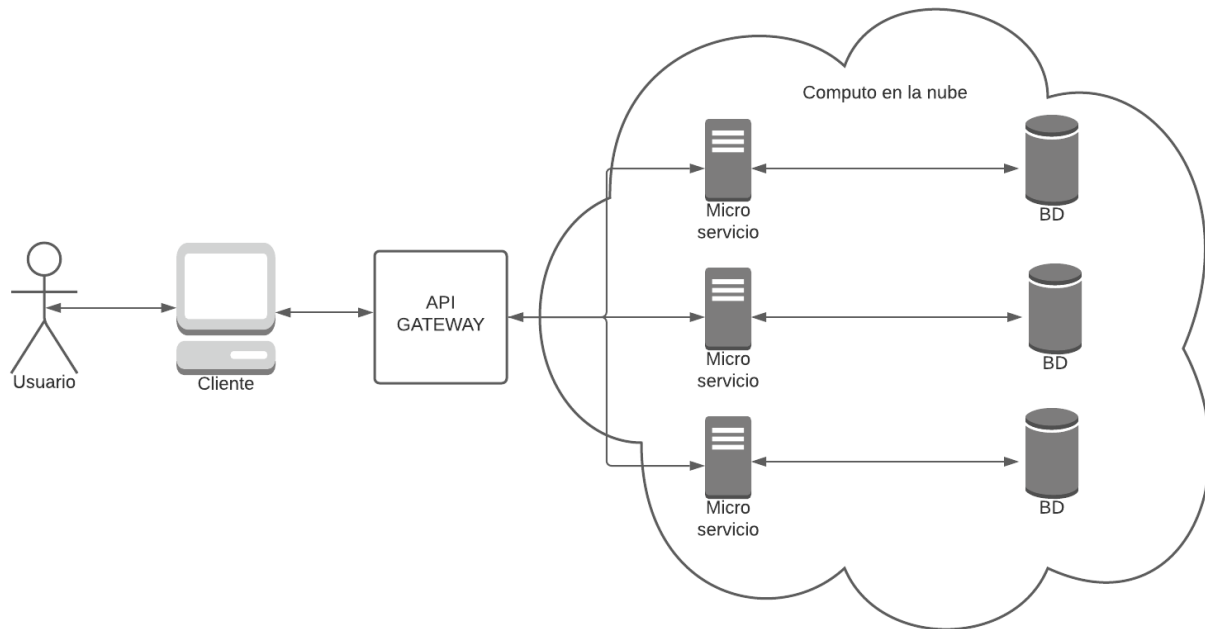 Computo en la nube
Micro
servicio
BD
Usuario
Cliente
API
GATEWAY
Micro
servicio
BD
Micro
servicio
BD